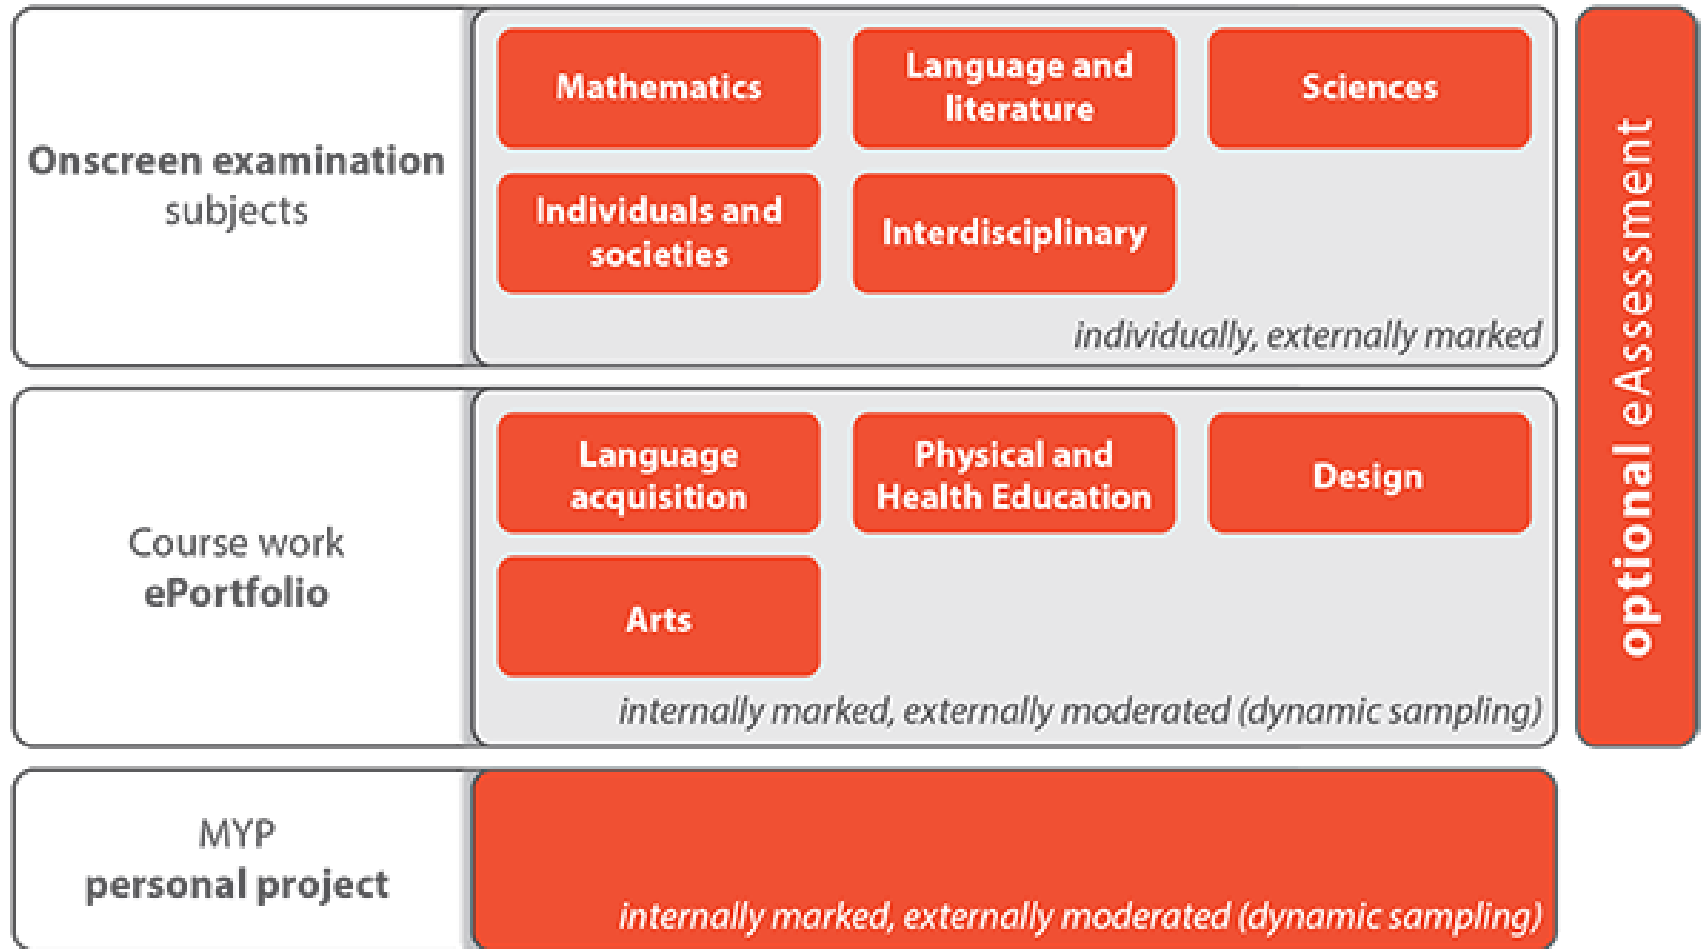 Onscreen examination
subjects
Mathematics
Language and
literature
Sciences
Individuals and
societies
Interdisciplinary
individually, externally marked
Course work
ePortfolio
Language
acquisition
Physical and
Health Education
Design
Arts
internally marked, externally moderated (dynamic sampling)
MYP
personal project
internally marked, externally moderated (dynamic sampling)
optional eAssessment